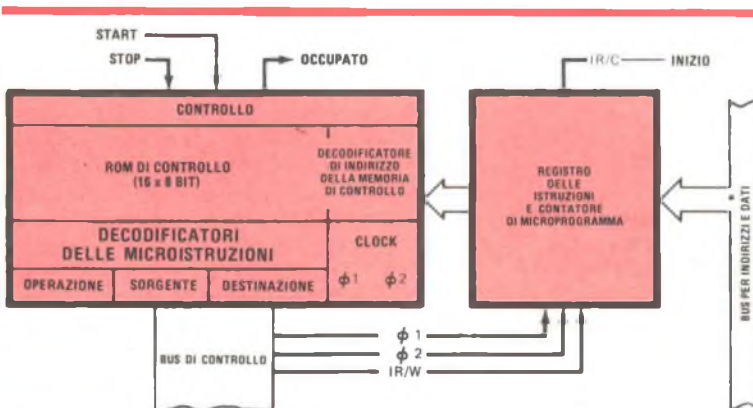 START
STOP
OCCUPATO
IR/C
INIZIO
CONTROLLO
ROM DI CONTROLLO
(16 x 8 BIT)
DECODIFICATORE
DI INDIRIZZO
DELLA MEMORIA
DI CONTROLLO
DECODIFICATORI
DELLE MICROISTRUZIONI
CLOCK
OPERAZIONE
SORGENTE
DESTINAZIONE
ϕ1
ϕ2
REGISTRO
DELLE
ISTRUZIONI
E CONTATORE
DI MICROPROGRAMMA
BUS PER INDIRIZZI E DATI
BUS DI CONTROLLO
ϕ 1
ϕ 2
IR/W